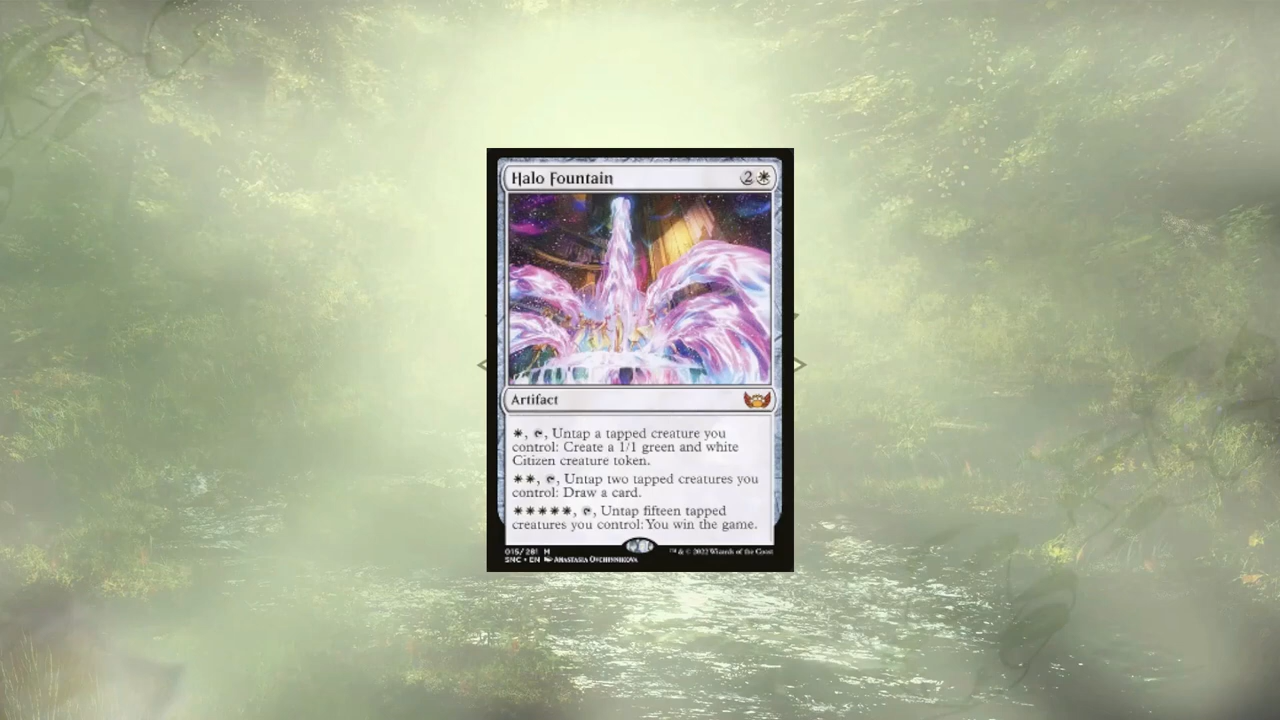 Halo Fountain 2
Artifact
, , Untap a tapped creature you
control: Create a 1/1 green and white
Citizen creature token.
, , Untap two tapped creatures you
control: Draw a card.
, , Untap fifteen tapped
creatures you control: You win the game.
015/281 M
SNC • EN Anastasia Ovchinnikova
™ & © 2022 Wizards of the Coast